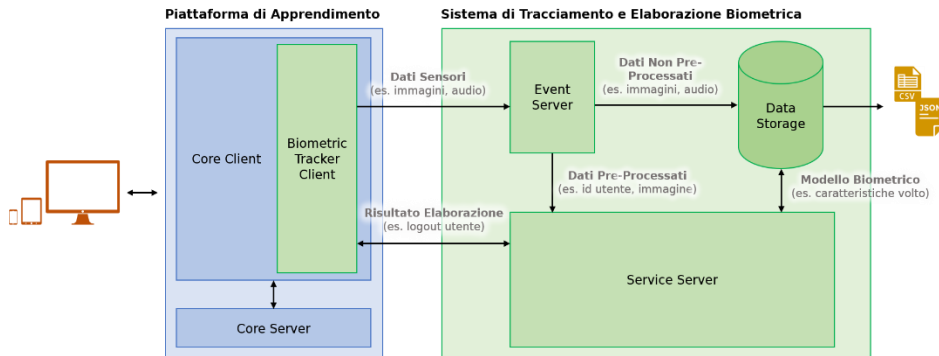 Piattaforma di Apprendimento
Sistema di Tracciamento e Elaborazione Biometrica
Core Client
Biometric
Tracker
Client
Core Server
Dati Sensori
(es. immagini, audio)
Event
Server
Dati Non Pre-
Processati
(es. immagini, audio)
Data
Storage
CSV
JSON
Dati Pre-Processati
(es. id utente, immagine)
Modello Biometrico
(es. caratteristiche volto)
Risultato Elaborazione
(es. logout utente)
Service Server